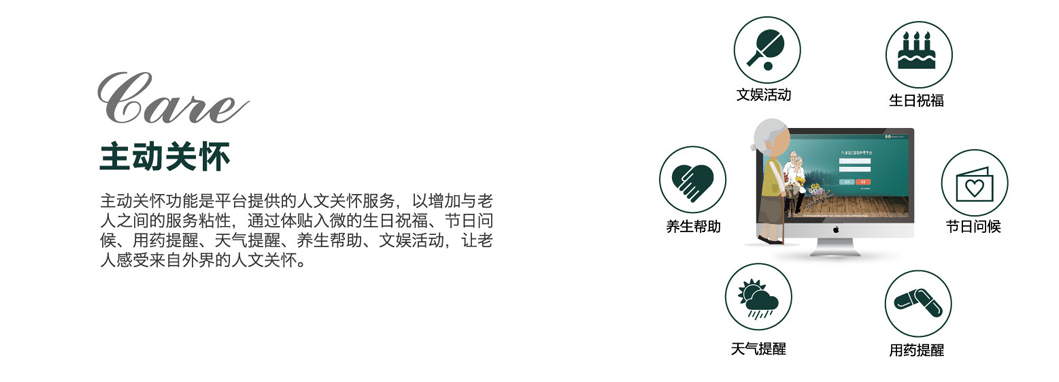 Care
主动关怀
主动关怀功能是平台提供的人文关怀服务，以增加与老
人之间的服务粘性，通过体贴入微的生日祝福、节日问
候、用药提醒、天气提醒、养生帮助、文娱活动，让老
人感受来自外界的人文关怀。
文娱活动
生日祝福
养生帮助
节日问候
天气提醒
用药提醒